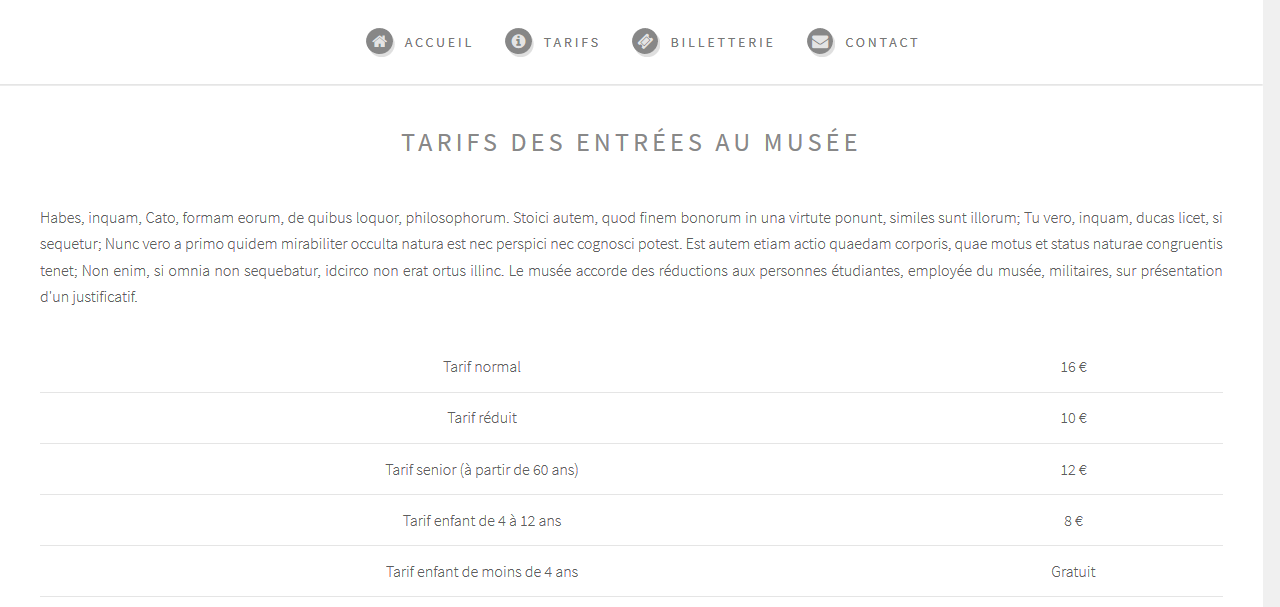 ACCUEIL TARIFS BILLETTERIE CONTACT
TARIFS DES ENTRÉES AU MUSÉE
Habes, inquam, Cato, formam eorum, de quibus loquor, philosophorum. Stoici autem, quod finem bonorum in una virtute ponunt, similes sunt illorum; Tu vero, inquam, ducas licet, si
sequetur; Nunc vero a primo quidem mirabiliter occulta natura est nec perspici nec cognosci potest. Est autem etiam actio quaedam corporis, quae motus et status naturae congruentis
tenet; Non enim, si omnia non sequebatur, idcirco non erat ortus illinc. Le musée accorde des réductions aux personnes étudiantes, employée du musée, militaires, sur présentation
d'un justificatif.
Tarif normal 16 €
Tarif réduit 10 €
Tarif senior (à partir de 60 ans) 12 €
Tarif enfant de 4 à 12 ans 8 €
Tarif enfant de moins de 4 ans Gratuit